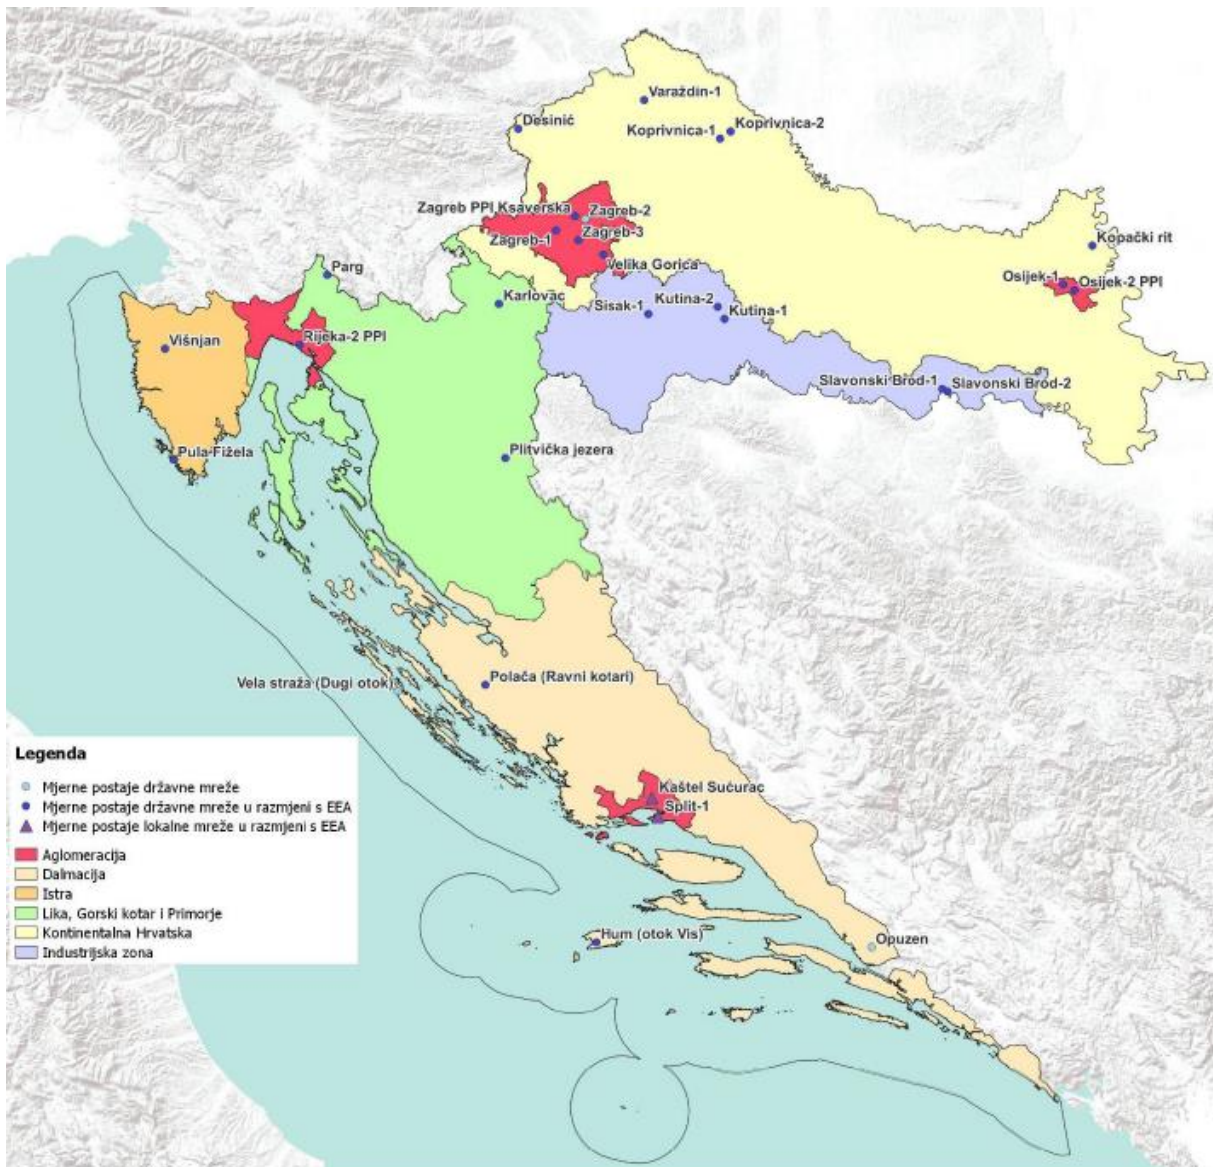 Varaždin-1
Desinić
Koprivnica-2
Koprivnica-1
Zagreb PPI Ksaverska
Zagreb-2
Zagreb-1
Zagreb-3
Kopački rit
Velika Gorica
Parg
Osijek-1
Osijek-2 PPI
Karlovac
Sisak-1
Kutina-2
Kutina-1
Višnjan
Rijeka-2 PPI
Slavonski Brod-1
Slavonski Brod-2
Pula Fižela
Plitvička jezera
Vela straža (Dugi otok)
Polača (Ravni kotari)
Legenda
Mjerne postaje državne mreže
Mjerne postaje državne mreže u razmjeni s EEA
Mjerne postaje lokalne mreže u razmjeni s EEA
Aglomeracija
Dalmacija
Istra
Lika, Gorski kotar i Primorje
Kontinentalna Hrvatska
Industrijska zona
Kaštel Sućurac
Split-1
Hum (otok Vis)
Opuzen